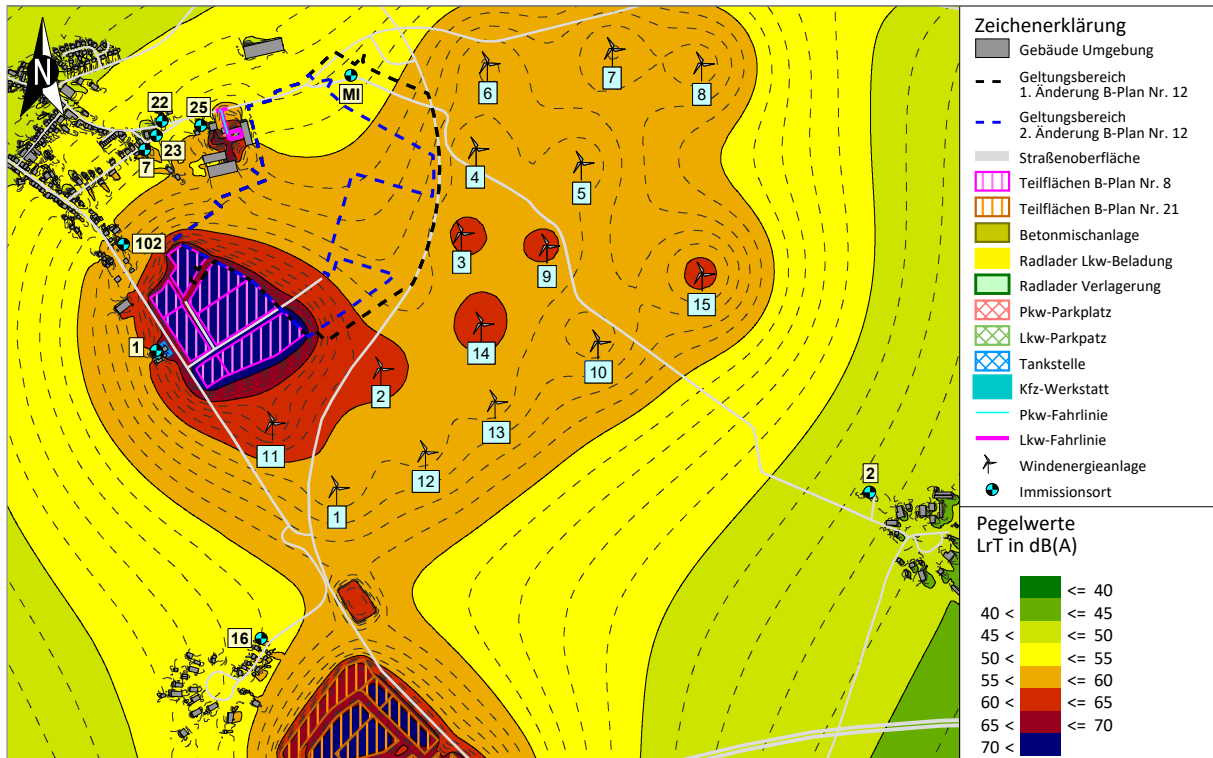 N
22
25
23
7
MI
6
7
8
4
5
102
3
9
15
14
1
10
2
13
11
12
2
1
16
Zeichenerklärung
Gebäude Umgebung
Geltungsbereich
1. Änderung B-Plan Nr. 12
Geltungsbereich
2. Änderung B-Plan Nr. 12
Straßenoberfläche
Teilflächen B-Plan Nr. 8
Teilflächen B-Plan Nr. 21
Betonmischanlage
Radlader Lkw-Beladung
Radlader Verlagerung
Pkw-Parkplatz
Lkw-Parkpatz
Tankstelle
Kfz-Werkstatt
Pkw-Fahrlinie
Lkw-Fahrlinie
Windenergieanlage
Immissionsort
Pegelwerte
LrT in dB(A)
<= 40
40 < <= 45
45 < <= 50
50 < <= 55
55 < <= 60
60 < <= 65
65 < <= 70
70 <